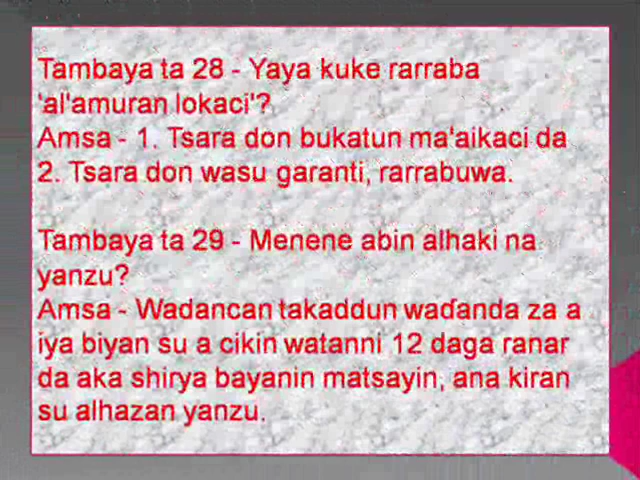 Tambaya ta 28 - Yaya kuke rarraba
'al'amuran lokaci'?
Amsa - 1. Tsara don bukatun ma'aikaci da
2. Tsara don wasu garanti, rarrabuwa.
Tambaya ta 29 - Menene abin alhaki na
yanzu?
Amsa - Wadancan takaddun waɗanda za a
iya biyan su a cikin watanni 12 daga ranar
da aka shirya bayanin matsayin, ana kiran
su alhazan yanzu.